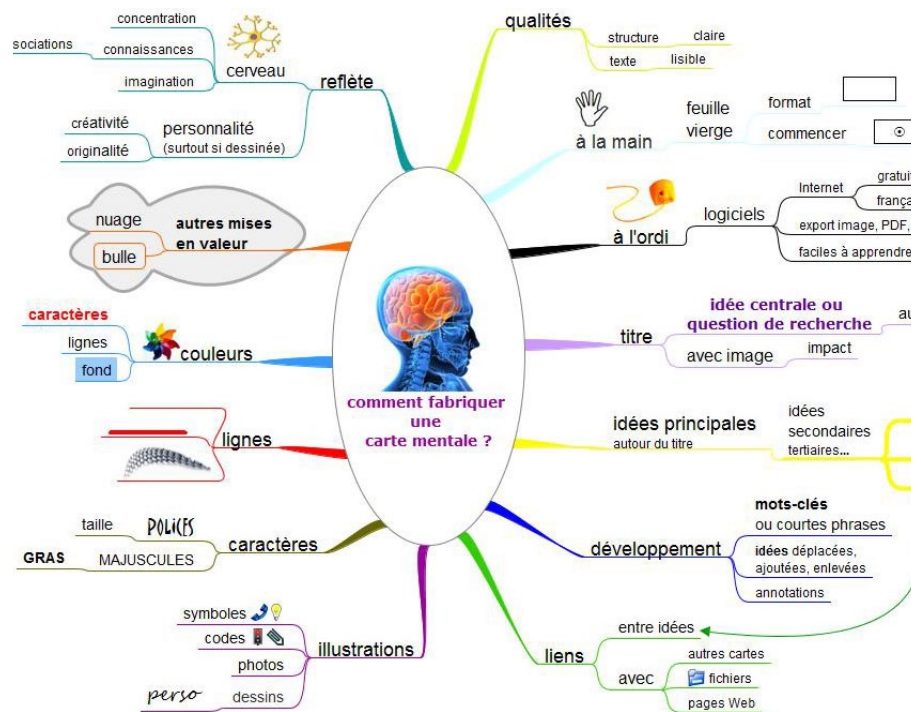 comment fabriquer
une
carte mentale ?
qualités
structure
claire
texte
lisible
à la main
feuille
vierge
format
commencer
à l'ordi
logiciels
Internet
gratuit
frança
export image, PDF,
faciles à apprendre
titre
idée centrale ou
question de recherche
au
avec image
impact
idées principales
autour du titre
idées
secondaires
tertiaires...
développement
mots-clés
ou courtes phrases
idées déplacées,
ajoutées, enlevées
annotations
liens
entre idées
avec
autres cartes
fichiers
pages Web
illustrations
symboles
codes
photos
dessins
perso
caractères
POLICES
taille
MAJUSCULES
GRAS
lignes
couleurs
caractères
lignes
fond
autres mises
en valeur
nuage
bulle
reflète
cerveau
concentration
connaissances
sociations
imagination
personnalité
(surtout si dessinée)
créativité
originalité